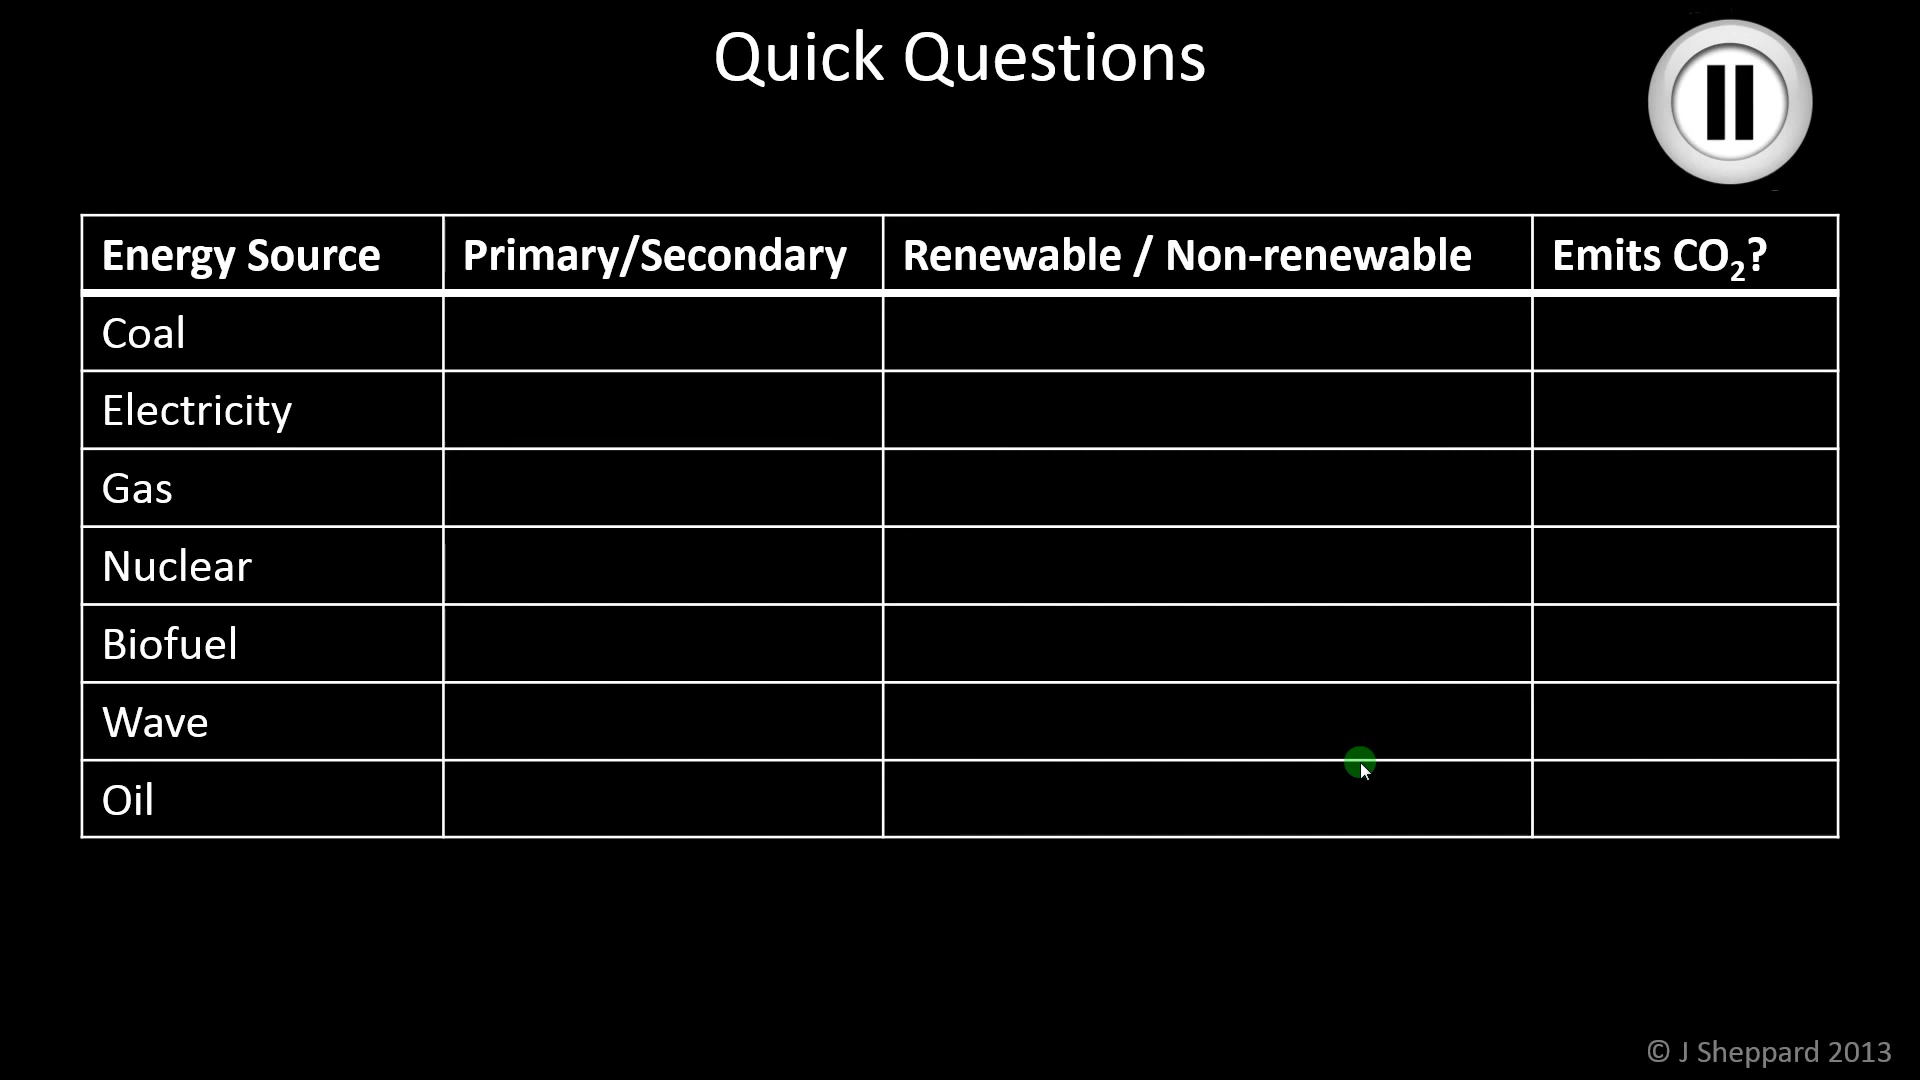 Quick Questions
Energy Source Primary/Secondary Renewable / Non-renewable Emits CO₂?
Coal
Electricity
Gas
Nuclear
Biofuel
Wave
Oil
© J Sheppard 2013